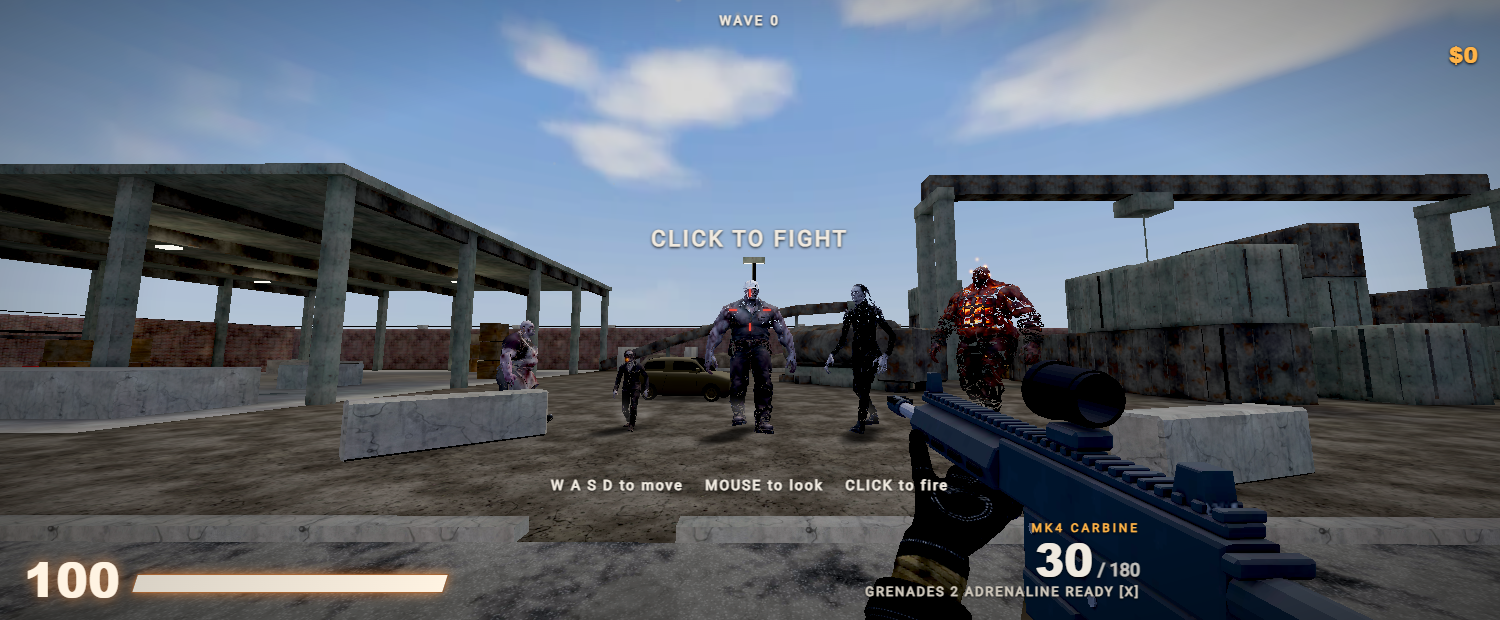 WAVE 0
$0
CLICK TO FIGHT
W A S D to move MOUSE to look CLICK to fire
MK4 CARBINE
30 / 180
100
GRENADES 2 ADRENALINE READY [X]